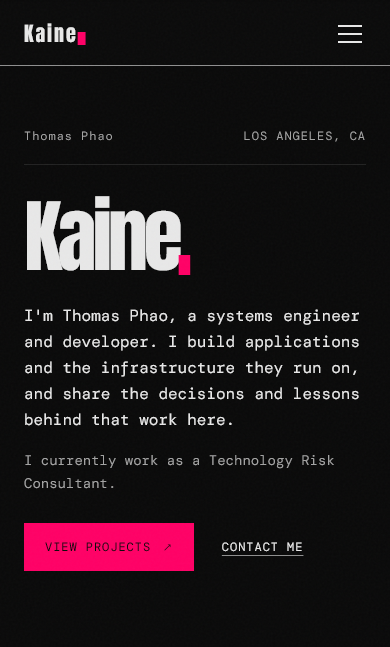 Kaine
Thomas Phao
LOS ANGELES, CA
Kaine
I'm Thomas Phao, a systems engineer
and developer. I build applications
and the infrastructure they run on,
and share the decisions and lessons
behind that work here.
I currently work as a Technology Risk
Consultant.
VIEW PROJECTS ↗
CONTACT ME